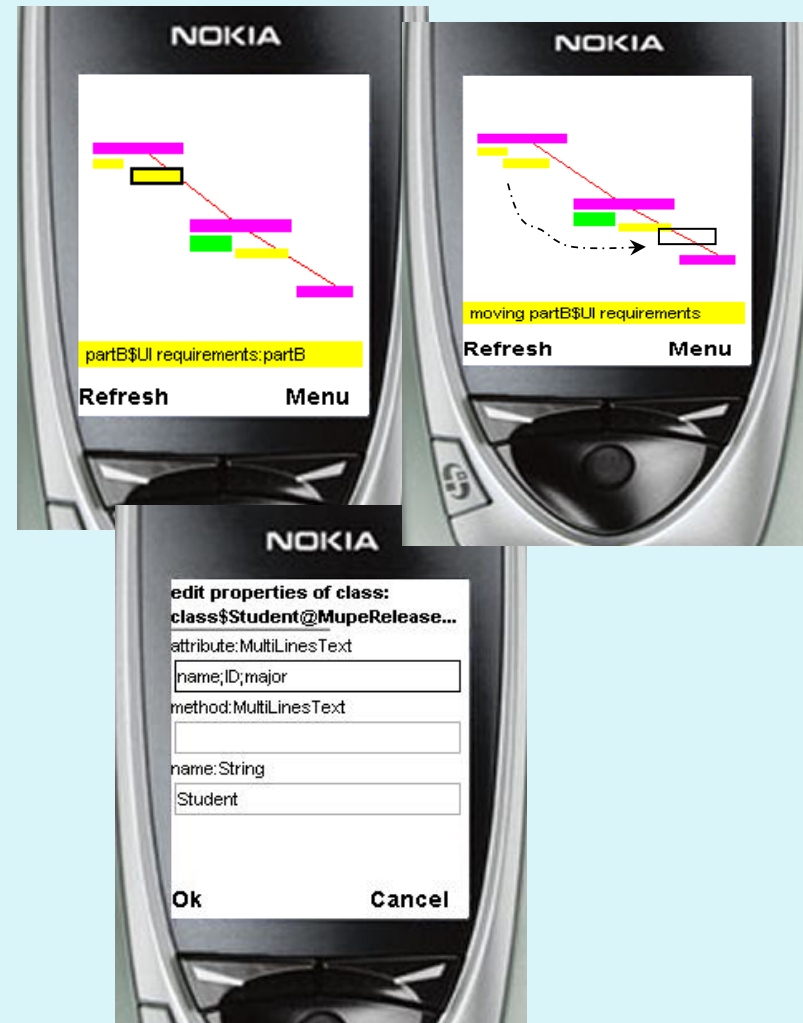 NOKIA
partB$UI requirements:partB
Refresh Menu
NOKIA
moving partB$UI requirements
Refresh Menu
NOKIA
edit properties of class:
class$Student@MupeRelease...
attribute:MultiLinesText
name;ID;major
method:MultiLinesText
name:String
Student
Ok Cancel